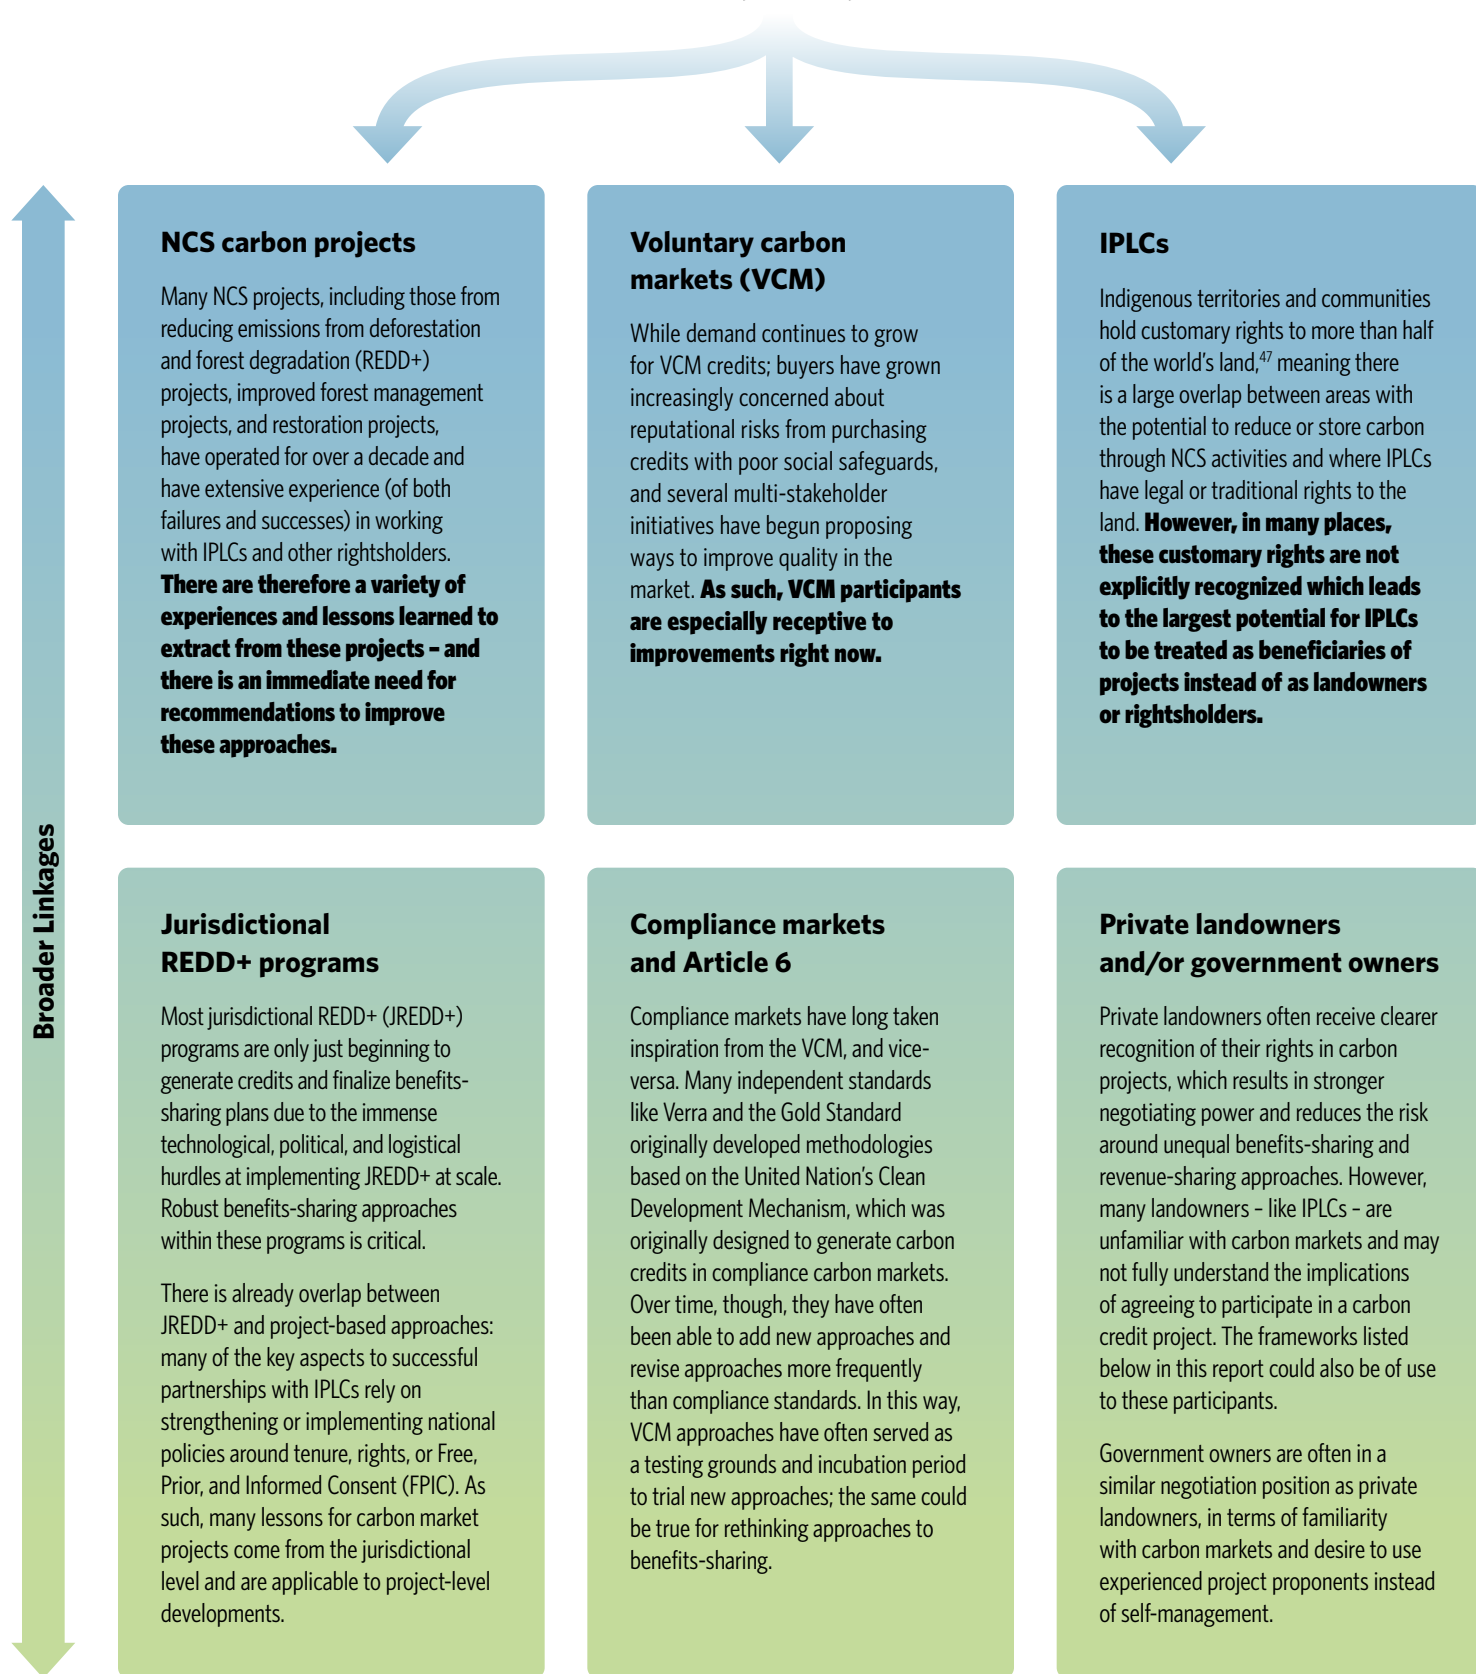 NCS carbon projects
Many NCS projects, including those from
reducing emissions from deforestation
and forest degradation (REDD+)
projects, improved forest management
projects, and restoration projects,
have operated for over a decade and
have extensive experience (of both
failures and successes) in working
with IPLCs and other rightsholders.
There are therefore a variety of
experiences and lessons learned to
extract from these projects – and
there is an immediate need for
recommendations to improve
these approaches.
Voluntary carbon
markets (VCM)
While demand continues to grow
for VCM credits; buyers have grown
increasingly concerned about
reputational risks from purchasing
credits with poor social safeguards,
and several multi-stakeholder
initiatives have begun proposing
ways to improve quality in the
market. As such, VCM participants
are especially receptive to
improvements right now.
IPLCs
Indigenous territories and communities
hold customary rights to more than half
of the world's land,47 meaning there
is a large overlap between areas with
the potential to reduce or store carbon
through NCS activities and where IPLCs
have legal or traditional rights to the
land. However, in many places,
these customary rights are not
explicitly recognized which leads
to the largest potential for IPLCs
to be treated as beneficiaries of
projects instead of as landowners
or rightsholders.
Broader Linkages
Jurisdictional
REDD+ programs
Most jurisdictional REDD+ (JREDD+)
programs are only just beginning to
generate credits and finalize benefits-
sharing plans due to the immense
technological, political, and logistical
hurdles at implementing JREDD+ at scale.
Robust benefits-sharing approaches
within these programs is critical.
There is already overlap between
JREDD+ and project-based approaches:
many of the key aspects to successful
partnerships with IPLCs rely on
strengthening or implementing national
policies around tenure, rights, or Free,
Prior, and Informed Consent (FPIC). As
such, many lessons for carbon market
projects come from the jurisdictional
level and are applicable to project-level
developments.
Compliance markets
and Article 6
Compliance markets have long taken
inspiration from the VCM, and vice-
versa. Many independent standards
like Verra and the Gold Standard
originally developed methodologies
based on the United Nation's Clean
Development Mechanism, which was
originally designed to generate carbon
credits in compliance carbon markets.
Over time, though, they have often
been able to add new approaches and
revise approaches more frequently
than compliance standards. In this way,
VCM approaches have often served as
a testing grounds and incubation period
to trial new approaches; the same could
be true for rethinking approaches to
benefits-sharing.
Private landowners
and/or government owners
Private landowners often receive clearer
recognition of their rights in carbon
projects, which results in stronger
negotiating power and reduces the risk
around unequal benefits-sharing and
revenue-sharing approaches. However,
many landowners – like IPLCs – are
unfamiliar with carbon markets and may
not fully understand the implications
of agreeing to participate in a carbon
credit project. The frameworks listed
below in this report could also be of use
to these participants.
Government owners are often in a
similar negotiation position as private
landowners, in terms of familiarity
with carbon markets and desire to use
experienced project proponents instead
of self-management.